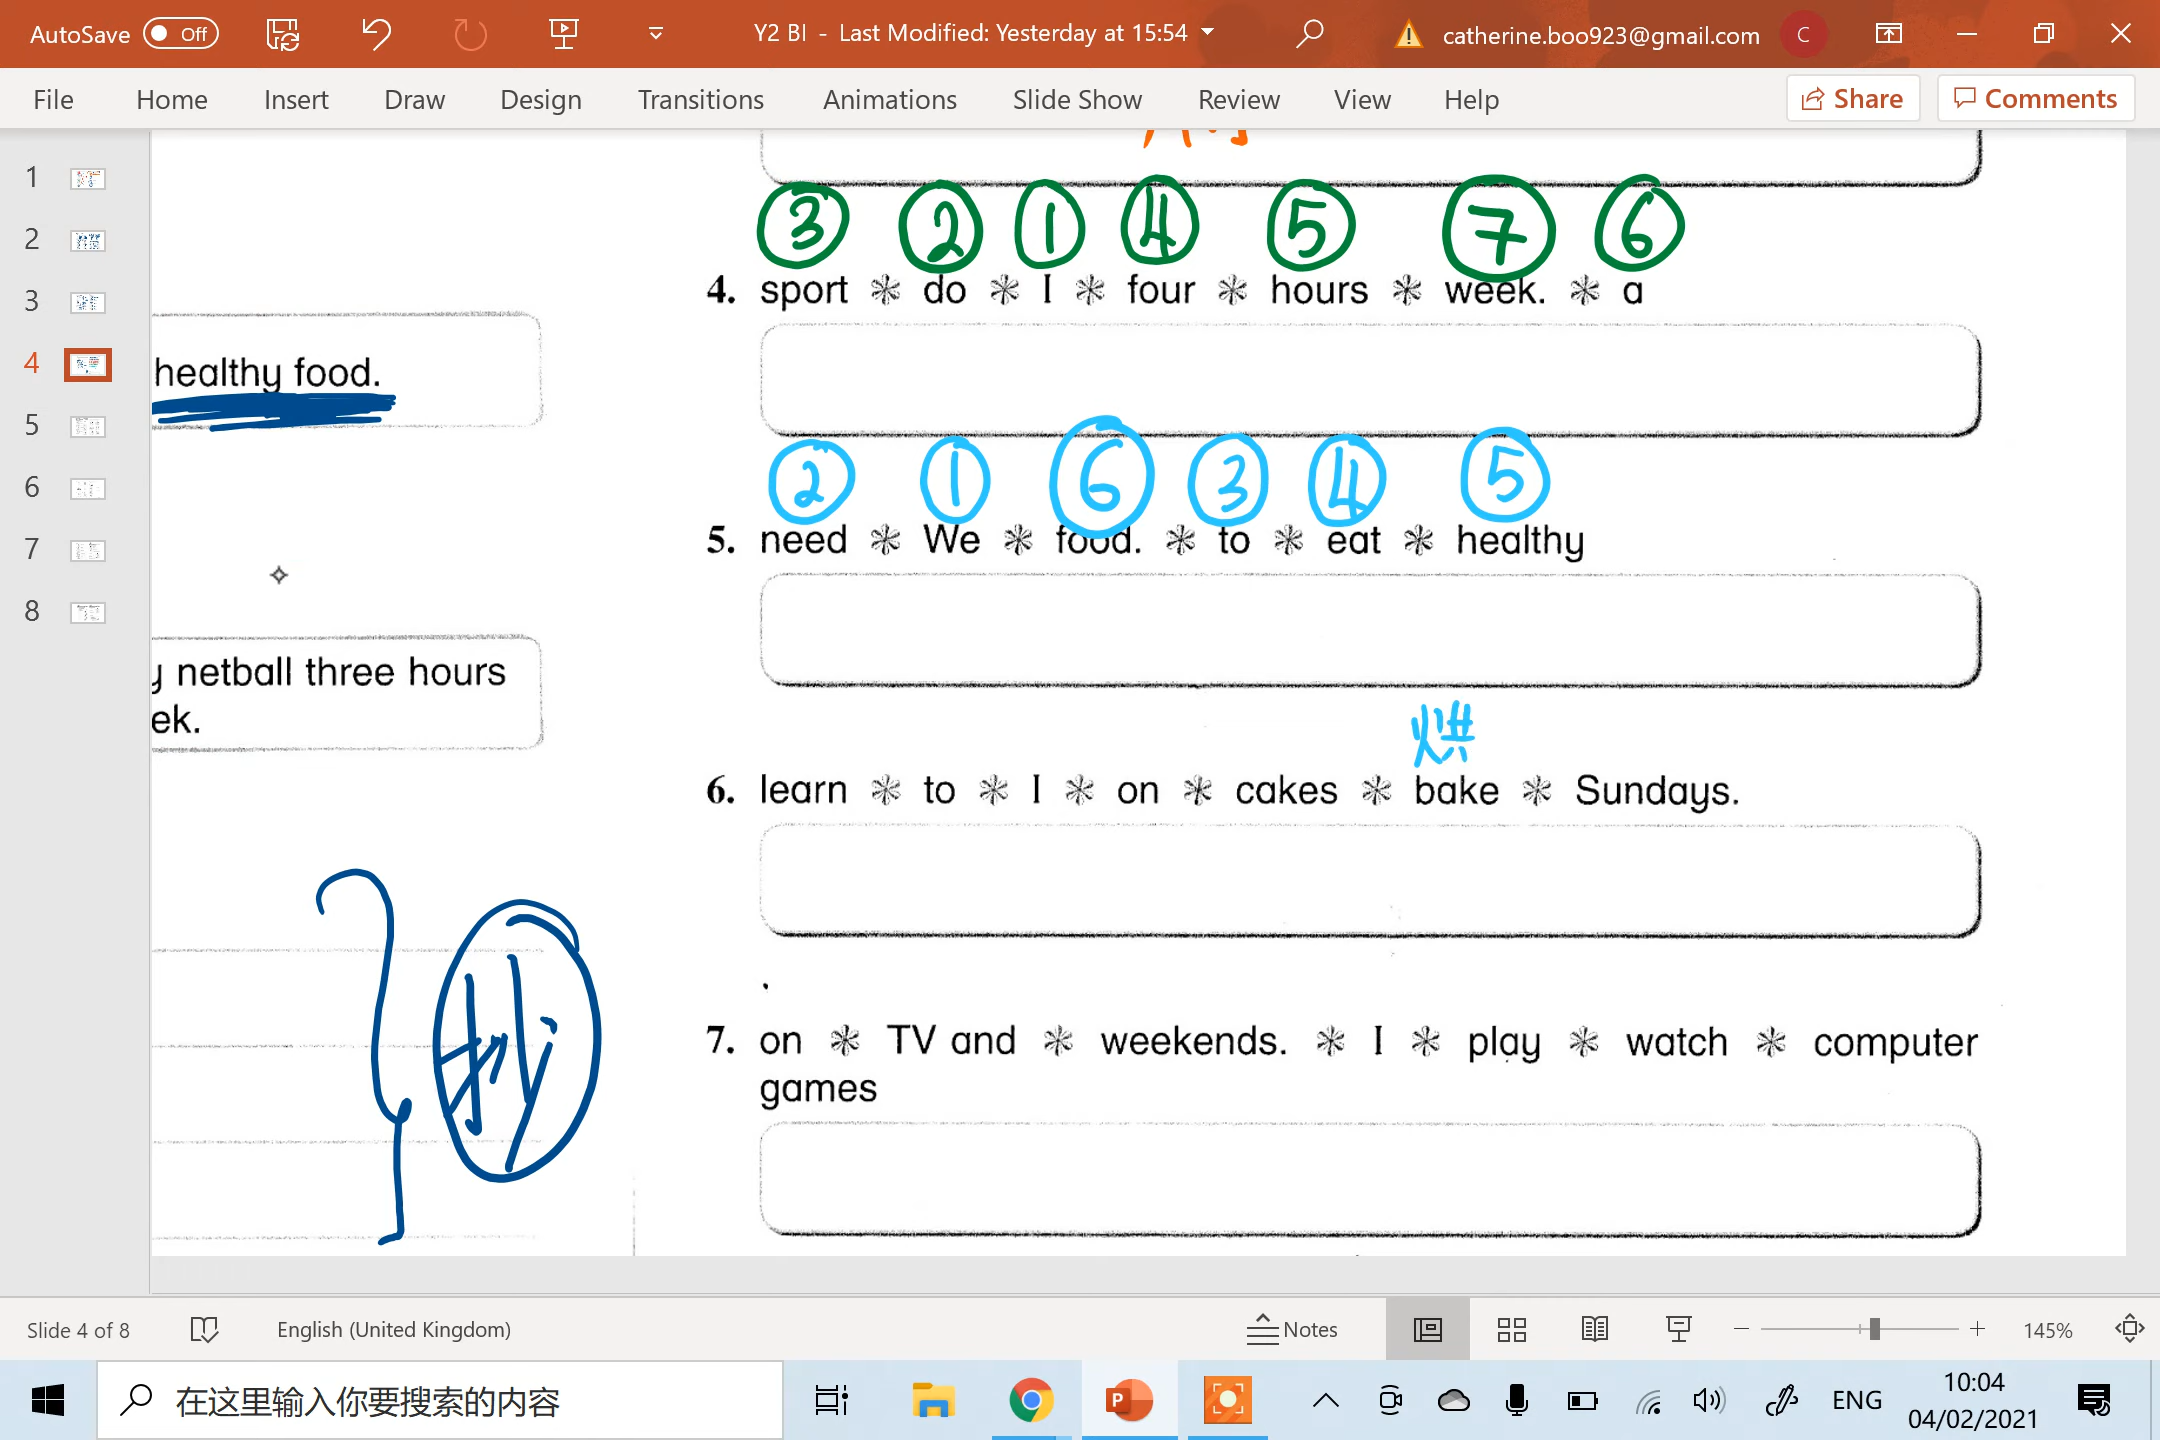 AutoSave Off Y2 BI - Last Modified: Yesterday at 15:54 catherine.boo923@gmail.com C
File Home Insert Draw Design Transitions Animations Slide Show Review View Help Share Comments
1
2
3
4
5
6
7
8
healthy food.
y netball three hours
ek.
③ ② ① ④ ⑤ ⑦ ⑥
4. sport * do * I * four * hours * week. * a
② ① ⑥ ③ ④ ⑤
5. need * We * food. * to * eat * healthy
烘
6. learn * to * I * on * cakes * bake * Sundays.
7. on * TV and * weekends. * I * play * watch * computer
games
Slide 4 of 8 English (United Kingdom) Notes 145%
在这里输入你要搜索的内容 P ENG 10:04
04/02/2021